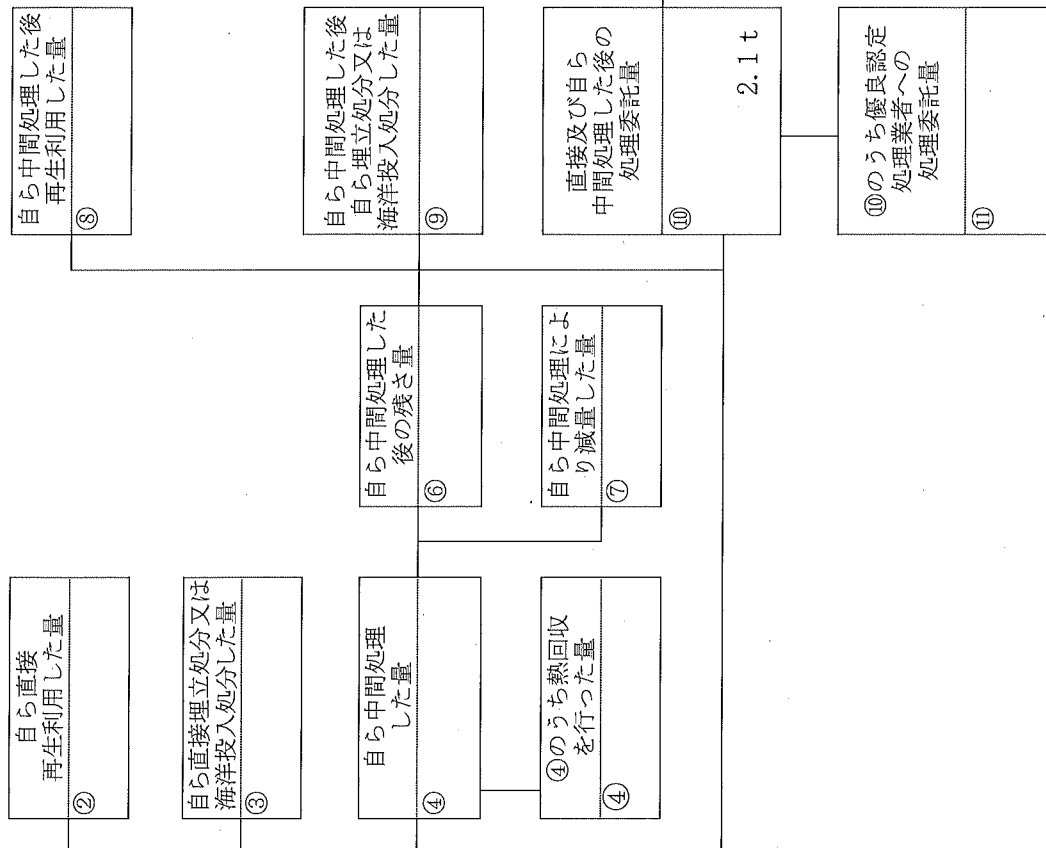 自ら直接
再生利用した量
②
自ら直接埋立処分又は
海洋投入処分した量
③
自ら中間処理
した量
④
④のうち熱回収
を行った量
④
自ら中間処理した
後の残さ量
⑥
自ら中間処理によ
り減量した量
⑦
自ら中間処理した後
再生利用した量
⑧
自ら中間処理した後
自ら埋立処分又は
海洋投入処分した量
⑨
直接及び自ら
中間処理した後の
処理委託量
⑩
2.1 t
⑩のうち優良認定
処理業者への
処理委託量
⑪